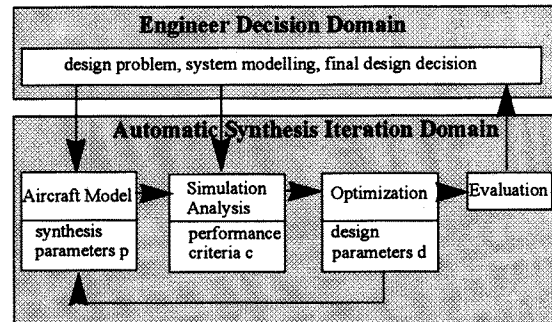 Engineer Decision Domain
design problem, system modelling, final design decision
Automatic Synthesis Iteration Domain
Aircraft Model
synthesis
parameters p
Simulation
Analysis
performance
criteria c
Optimization
design
parameters d
Evaluation